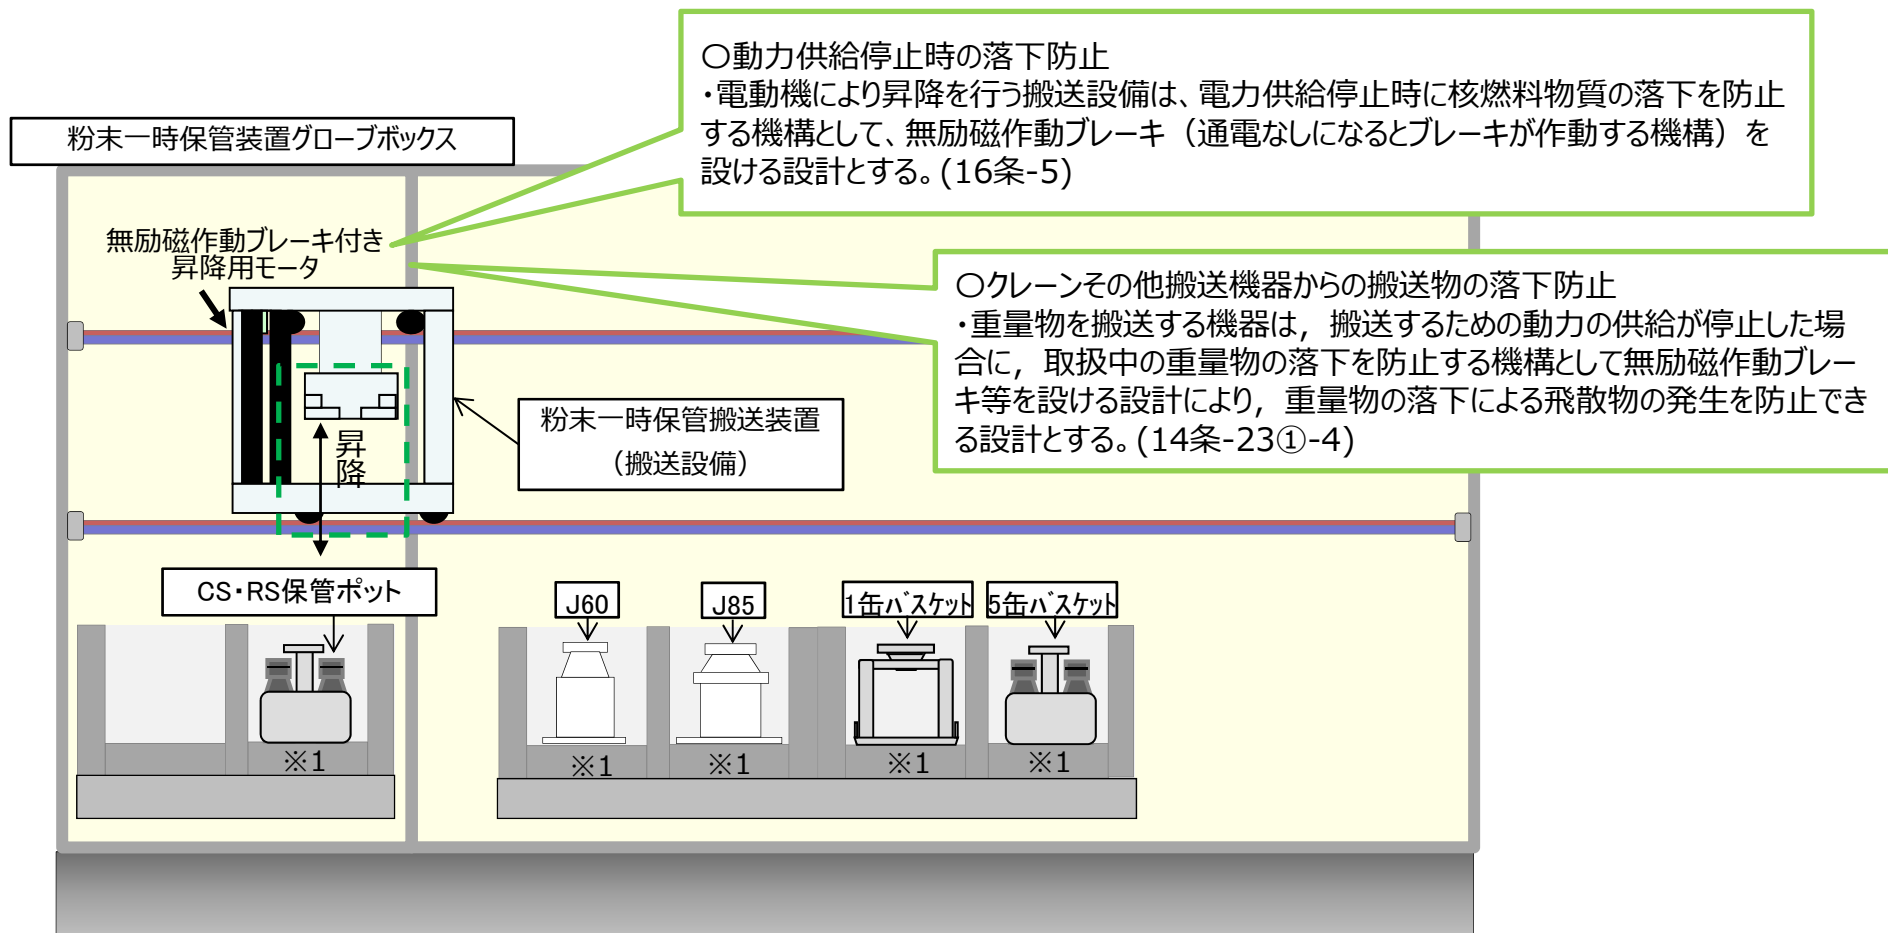 〇動力供給停止時の落下防止
・電動機により昇降を行う搬送設備は、電力供給停止時に核燃料物質の落下を防止
する機構として、無励磁作動ブレーキ（通電なしになるとブレーキが作動する機構）を
設ける設計とする。(16条-5)
粉末一時保管装置グローブボックス
無励磁作動ブレーキ付き
昇降用モータ
〇クレーンその他搬送機器からの搬送物の落下防止
・重量物を搬送する機器は，搬送するための動力の供給が停止した場
合に，取扱中の重量物の落下を防止する機構として無励磁作動ブレー
キ等を設ける設計により，重量物の落下による飛散物の発生を防止でき
る設計とする。(14条-23①-4)
粉末一時保管搬送装置
（搬送設備）
昇降
CS・RS保管ポット
J60
J85
1缶バスケット
5缶バスケット
※1
※1
※1
※1
※1